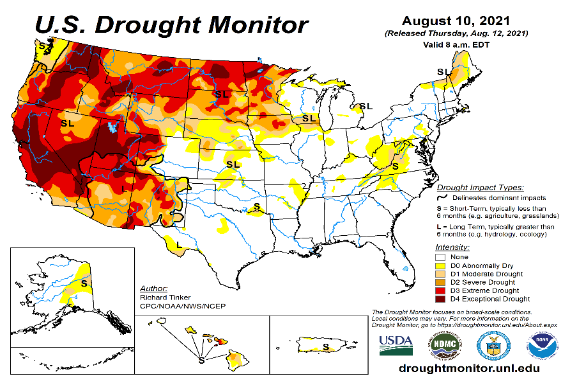 U.S. Drought Monitor
August 10, 2021
(Released Thursday, Aug. 12, 2021)
Valid 8 a.m. EDT
S
SL
SL
SL
SL
SL
SL
S
S
L
L
S
S
S
Drought Impact Types:
Delineates dominant impacts
S = Short-Term, typically less than
6 months (e.g. agriculture, grasslands)
L = Long Term, typically greater than
6 months (e.g. hydrology, ecology)
Intensity:
None
D0 Abnormally Dry
D1 Moderate Drought
D2 Severe Drought
D3 Extreme Drought
D4 Exceptional Drought
Author:
Richard Tinker
CPC/NOAA/NWS/NCEP
The Drought Monitor focuses on broad-scale conditions.
Local conditions may vary. For more information on the
Drought Monitor, go to https://droughtmonitor.unl.edu/About.aspx
USDA
NDMC
NOAA
droughtmonitor.unl.edu